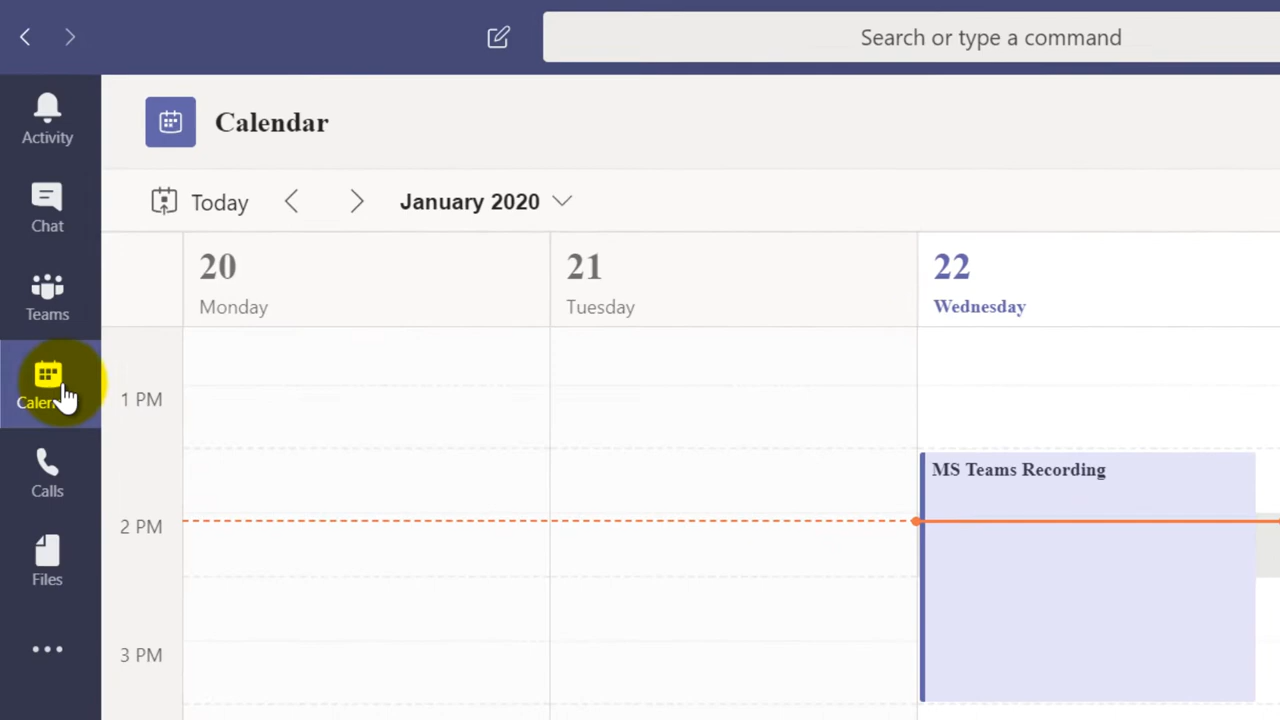 Search or type a command
Activity
Chat
Teams
Calls
Files
Calendar
Today
January 2020
20
Monday
21
Tuesday
22
Wednesday
1 PM
2 PM
3 PM
MS Teams Recording